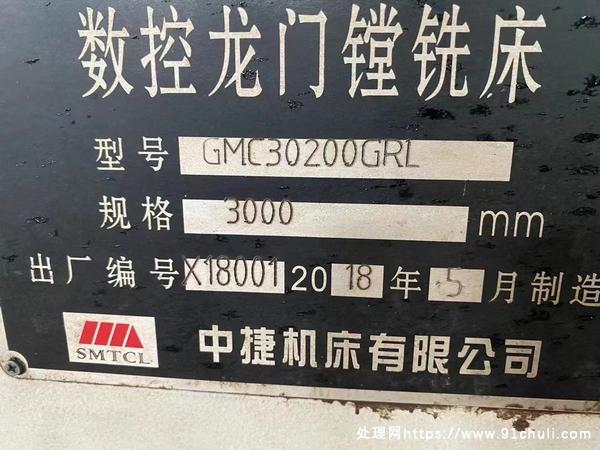 数控龙门镗铣床
型号 GMC30200GRL
规格 3000 mm
出厂编号 X18001 2018年5月制造
SMTCL 中捷机床有限公司
处理网https://www.91chuli.com